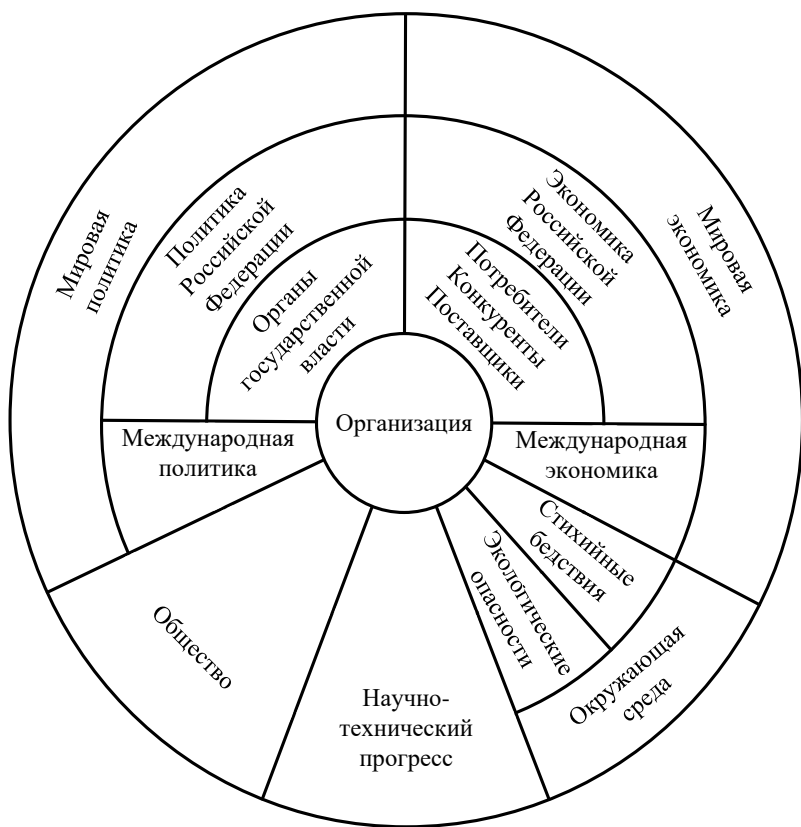 Мировая
политика
Политика
Российской
Федерации
Органы
государственной
власти
Экономика
Российской
Федерации
Потребители
Конкуренты
Поставщики
Мировая
экономика
Организация
Международная
политика
Международная
экономика
Стихийные
бедствия
Экологические
опасности
Окружающая
среда
Общество
Научно-
технический
прогресс